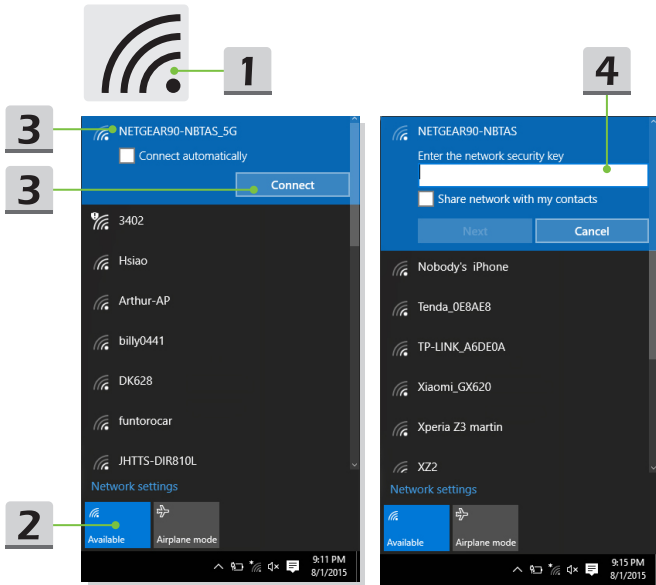 1
4
3
NETGEAR90-NBTAS_5G
Connect automatically
3
Connect
3402
Hsiao
Arthur-AP
billy0441
DK628
funtorocar
JHTTS-DIR810L
Network settings
2
Available
Airplane mode
9:11 PM
8/1/2015
NETGEAR90-NBTAS
Enter the network security key
Share network with my contacts
Next
Cancel
Nobody's iPhone
Tenda_0E8AE8
TP-LINK_A6DE0A
Xiaomi_GX620
Xperia Z3 martin
XZ2
Network settings
Available
Airplane mode
9:15 PM
8/1/2015